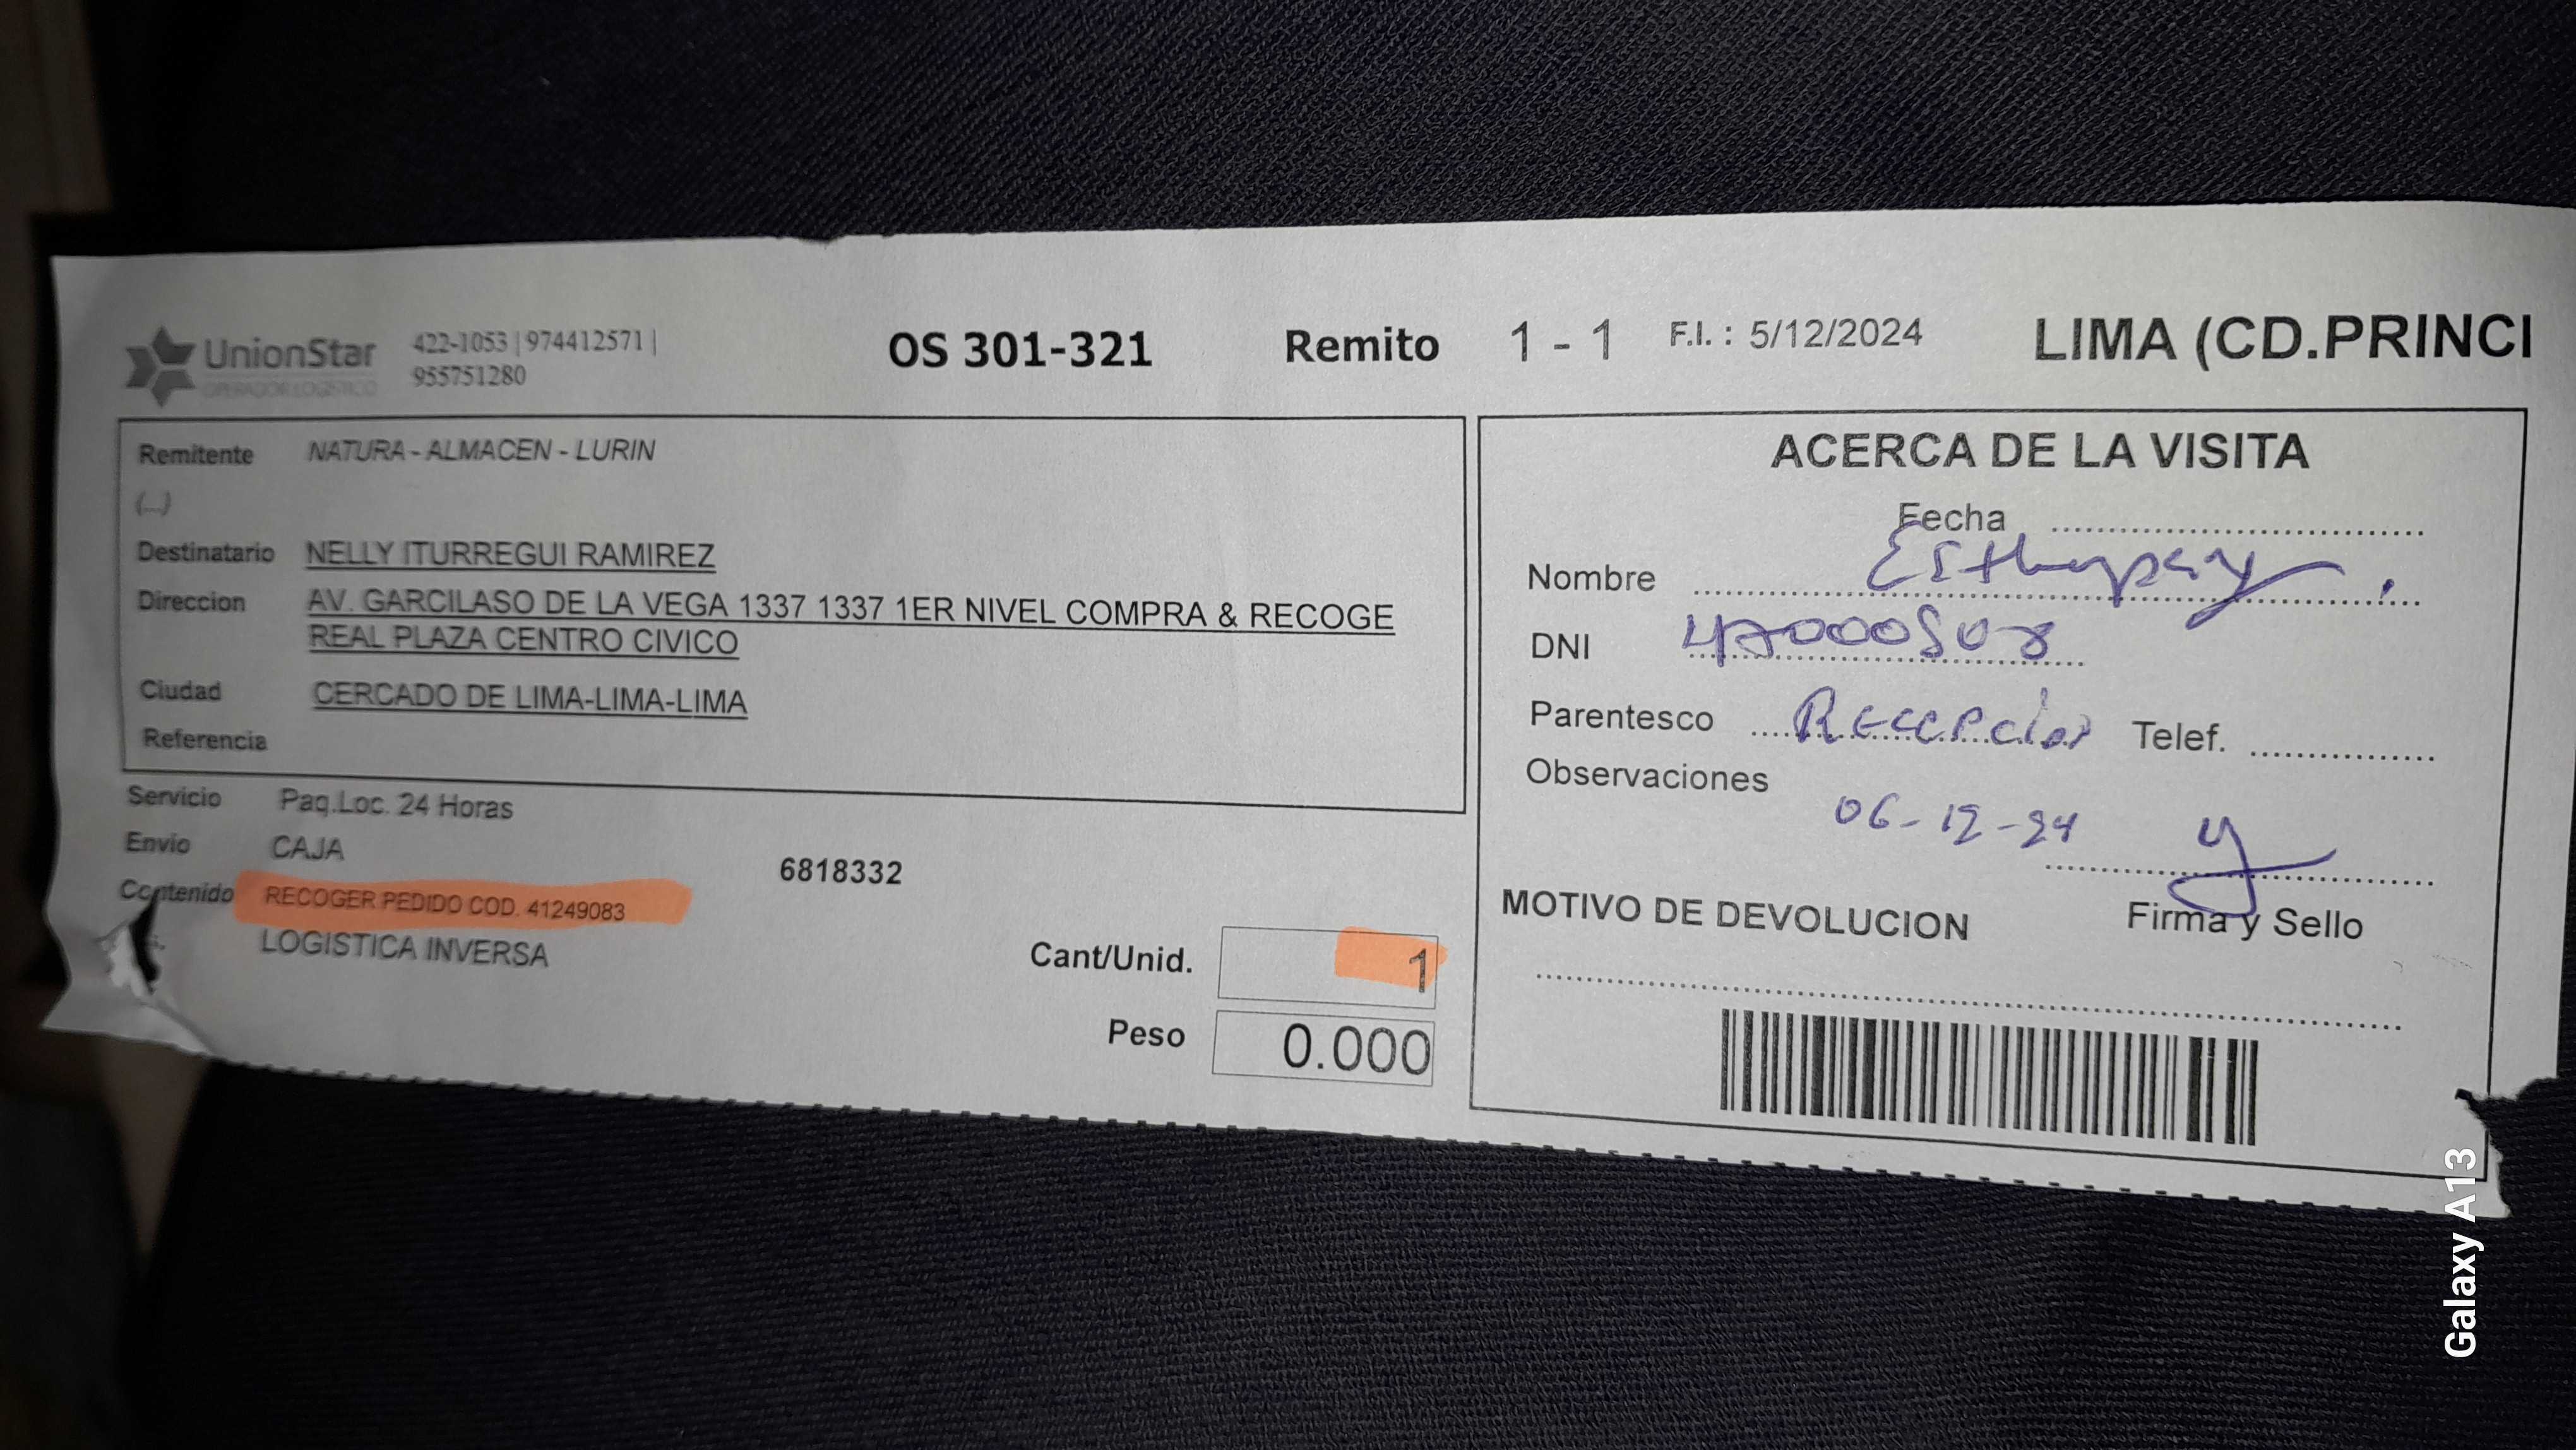 UnionStar
OPERADOR LOGISTICO
422-1053 | 974412571 |
955751280
OS 301-321
Remito 1 - 1
F.I. : 5/12/2024
LIMA (CD.PRINCI
Remitente NATURA - ALMACEN - LURIN
(...)
Destinatario NELLY ITURREGUI RAMIREZ
Direccion AV. GARCILASO DE LA VEGA 1337 1337 1ER NIVEL COMPRA & RECOGE
REAL PLAZA CENTRO CIVICO
Ciudad CERCADO DE LIMA-LIMA-LIMA
Referencia
Servicio Paq.Loc. 24 Horas
Envio CAJA
6818332
Contenido RECOGER PEDIDO COD. 41249083
LOGISTICA INVERSA
Cant/Unid. 1
Peso 0.000
ACERCA DE LA VISITA
Fecha
Nombre
DNI
Parentesco Recepción Telef.
Observaciones
06-12-24
Firma y Sello
MOTIVO DE DEVOLUCION
Galaxy A13